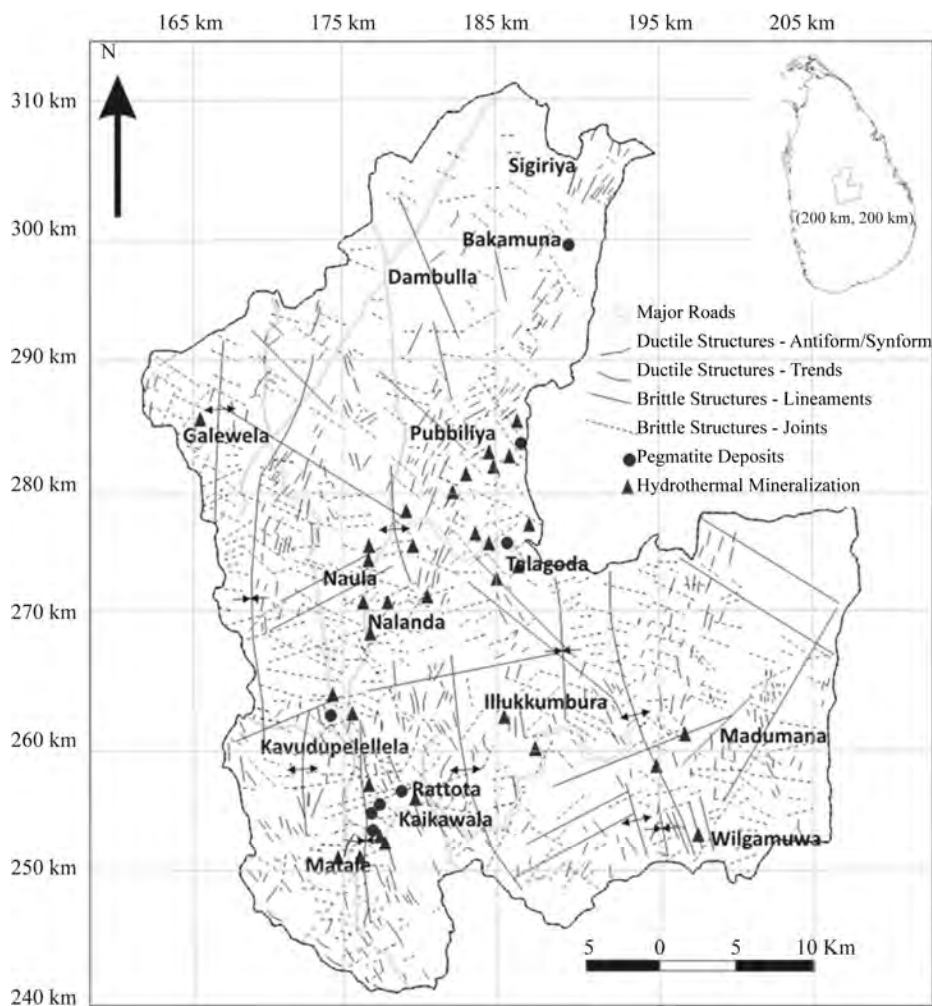 165 km 175 km 185 km 195 km 205 km
N
310 km
Sigiriya
300 km
(200 km, 200 km)
Bakamuna
Dambulla
Major Roads
Ductile Structures - Antiform/Synform
290 km
Ductile Structures - Trends
Brittle Structures - Lineaments
Brittle Structures - Joints
Pubbiliya
Galewela
Pegmatite Deposits
280 km
Hydrothermal Mineralization
Telagoda
Naula
270 km
Nalanda
Illukkumbura
Madumana
260 km
Kavudupelellela
Rattota
Kaikawala
Wilgamuwa
250 km
Matale
5 0 5 10 Km
240 km